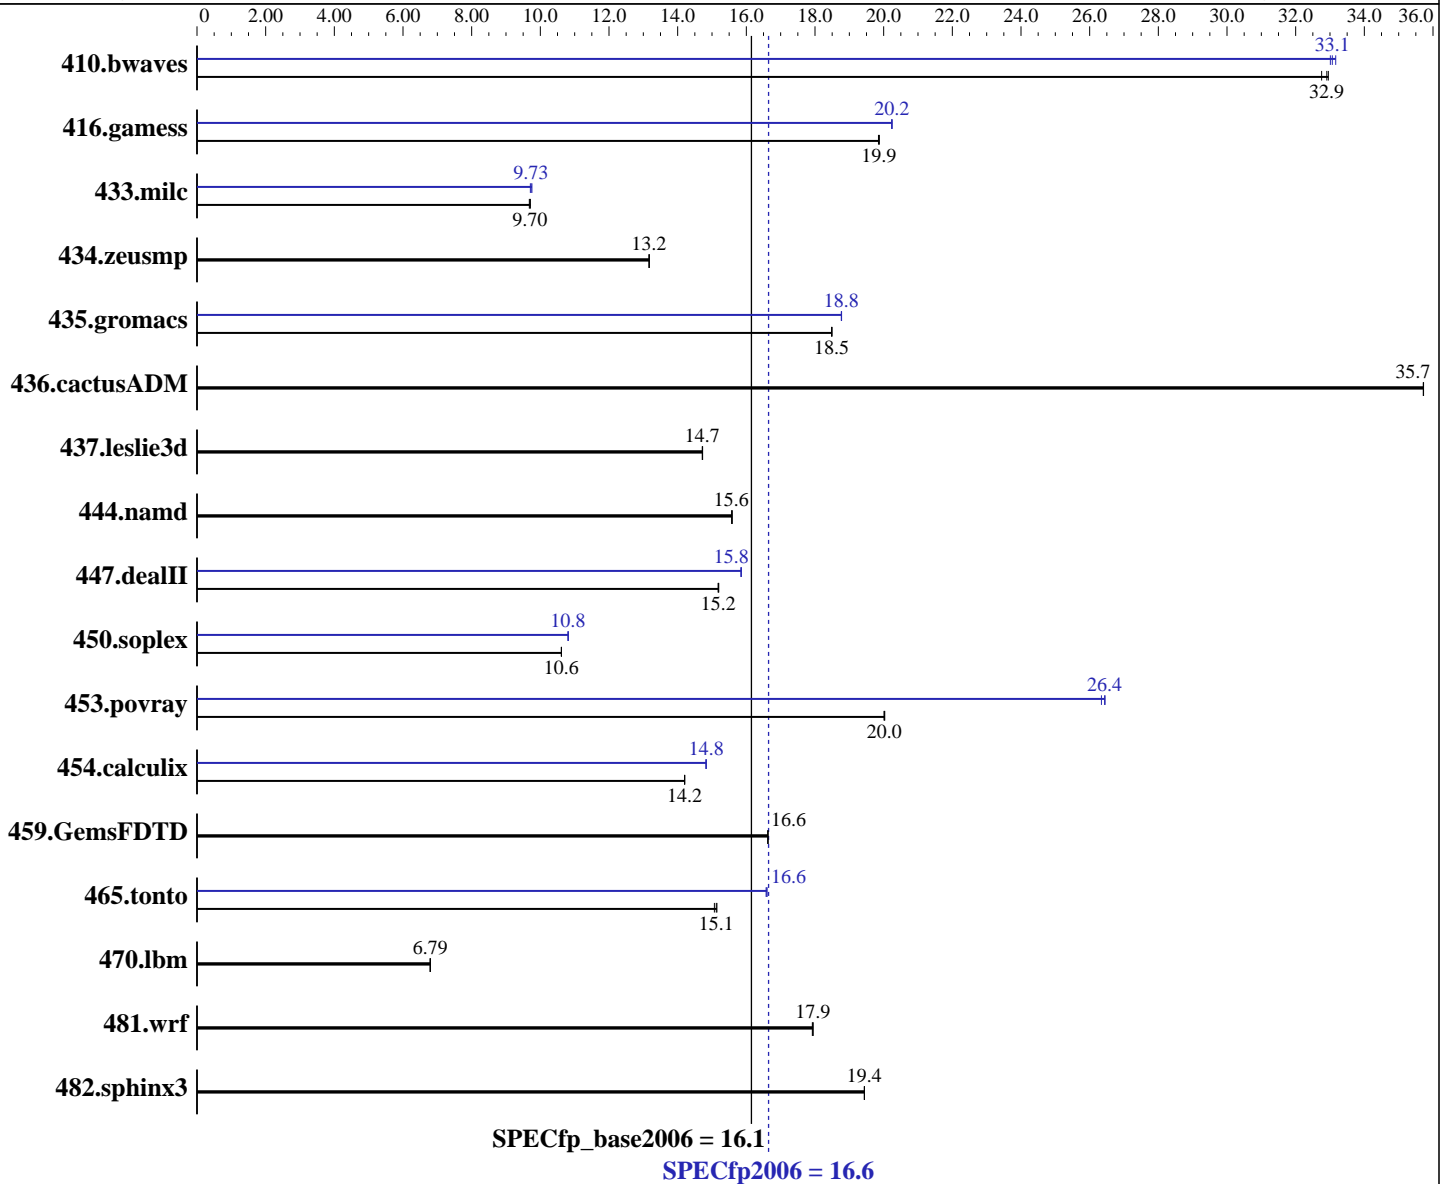 0 2.00 4.00 6.00 8.00 10.0 12.0 14.0 16.0 18.0 20.0 22.0 24.0 26.0 28.0 30.0 32.0 34.0 36.0
33.1
410.bwaves
32.9
20.2
416.gamess
19.9
9.73
433.milc
9.70
13.2
434.zeusmp
18.8
435.gromacs
18.5
35.7
436.cactusADM
14.7
437.leslie3d
15.6
444.namd
15.8
447.dealII
15.2
10.8
450.soplex
10.6
26.4
453.povray
20.0
14.8
454.calculix
14.2
16.6
459.GemsFDTD
16.6
465.tonto
15.1
6.79
470.lbm
17.9
481.wrf
19.4
482.sphinx3
SPECfp_base2006 = 16.1
SPECfp2006 = 16.6